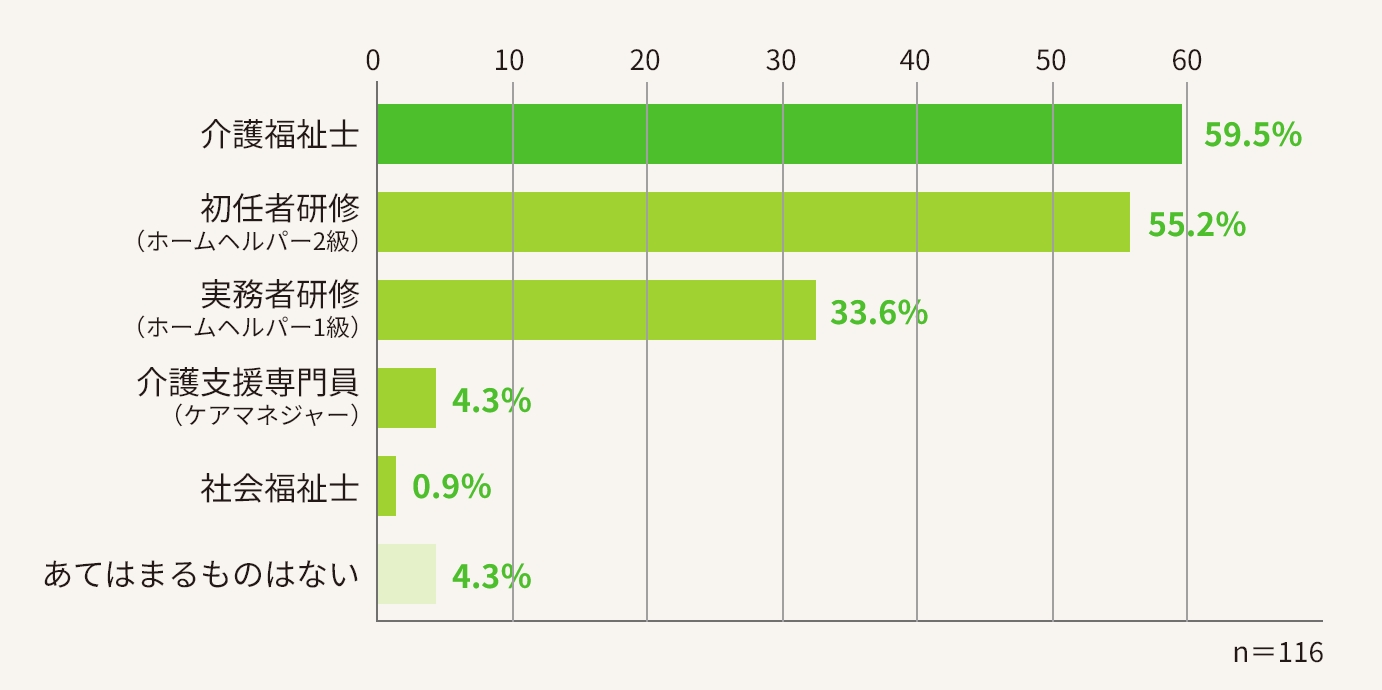 0 10 20 30 40 50 60
介護福祉士 59.5%
初任者研修
（ホームヘルパー2級） 55.2%
実務者研修
（ホームヘルパー1級） 33.6%
介護支援専門員
（ケアマネジャー） 4.3%
社会福祉士 0.9%
あてはまるものはない 4.3%
n＝116